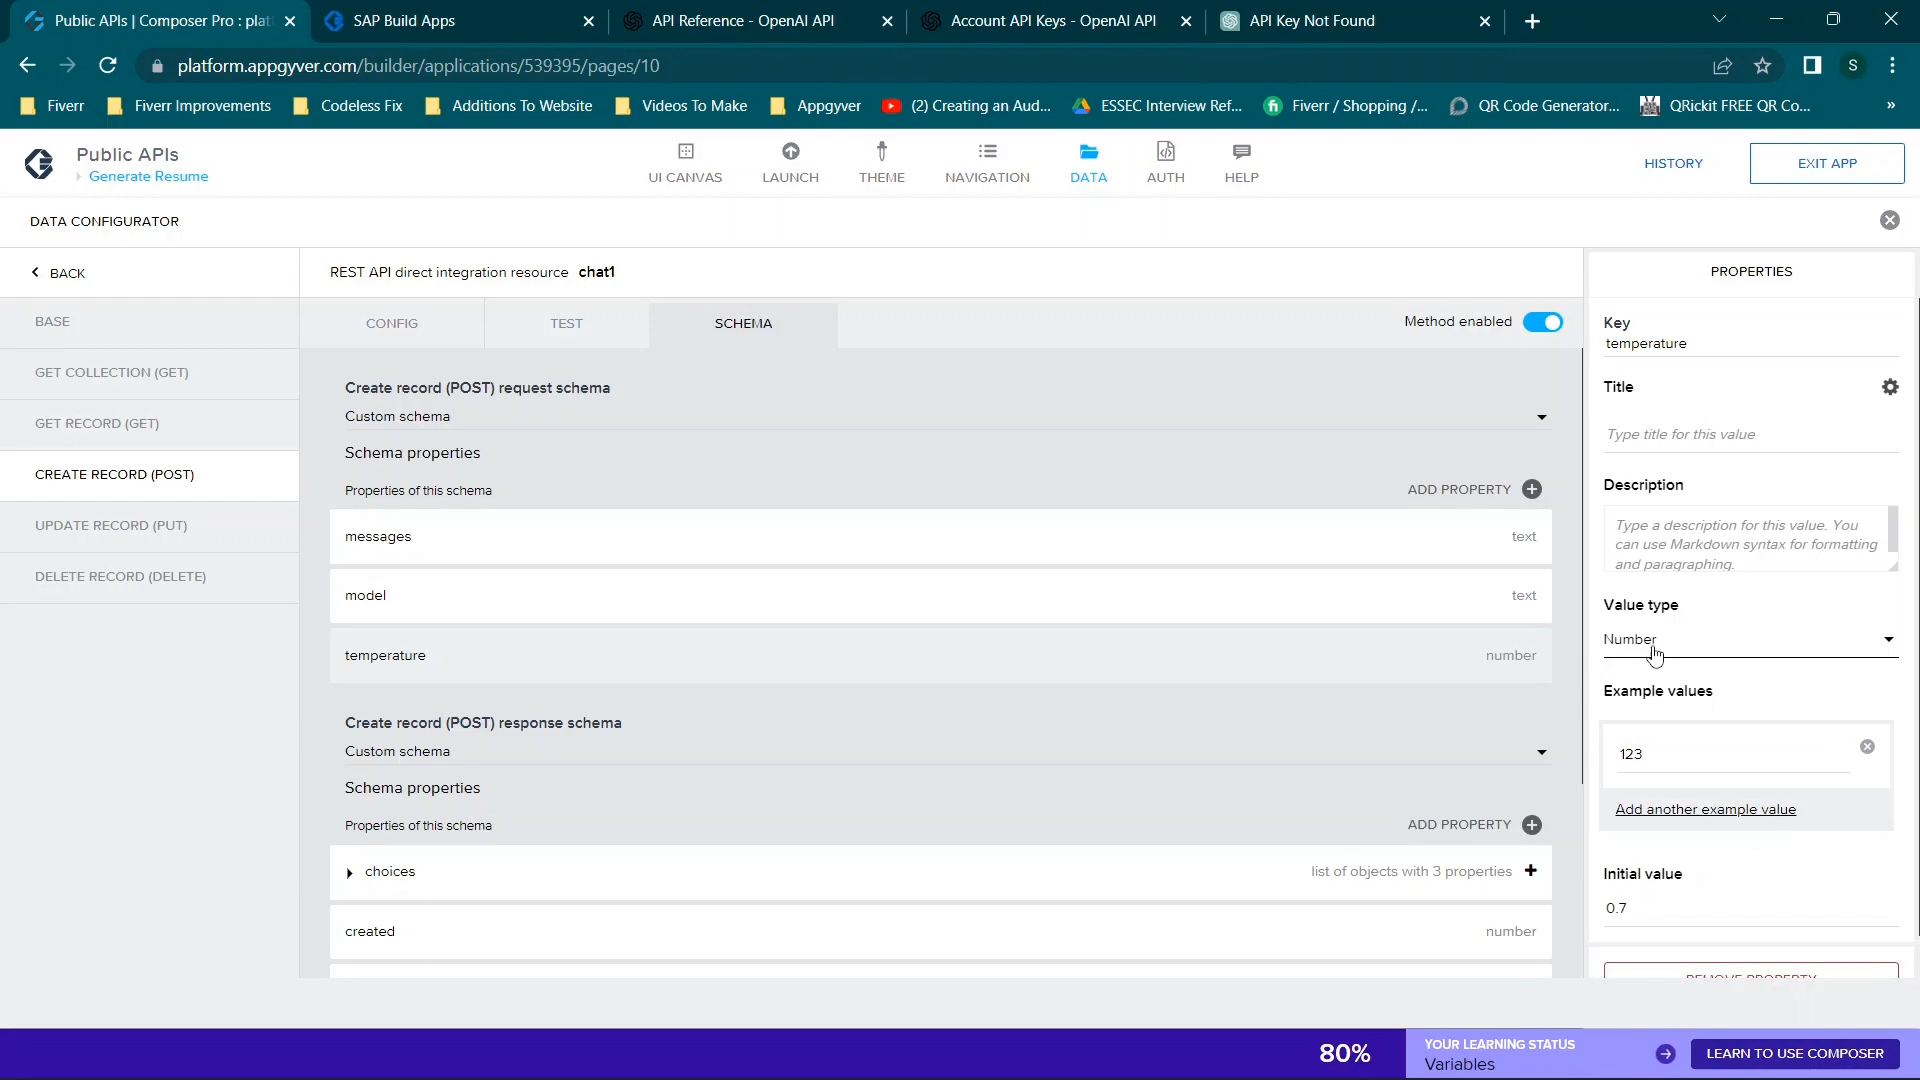 Public APIs | Composer Pro : plat
SAP Build Apps
API Reference - OpenAI API
Account API Keys - OpenAI API
API Key Not Found
platform.appgyver.com/builder/applications/539395/pages/10
S
Fiverr
Fiverr Improvements
Codeless Fix
Additions To Website
Videos To Make
Appgyver
(2) Creating an Aud...
ESSEC Interview Ref...
Fiverr / Shopping /...
QR Code Generator...
QRickit FREE QR Co...
»
Public APIs
Generate Resume
UI CANVAS
LAUNCH
THEME
NAVIGATION
DATA
AUTH
HELP
HISTORY
EXIT APP
DATA CONFIGURATOR
BACK
BASE
GET COLLECTION (GET)
GET RECORD (GET)
CREATE RECORD (POST)
UPDATE RECORD (PUT)
DELETE RECORD (DELETE)
REST API direct integration resource chat1
CONFIG
TEST
SCHEMA
Method enabled
Create record (POST) request schema
Custom schema
Schema properties
Properties of this schema
ADD PROPERTY
messages
text
model
text
temperature
number
Create record (POST) response schema
Custom schema
Schema properties
Properties of this schema
ADD PROPERTY
choices
list of objects with 3 properties
created
number
PROPERTIES
Key
temperature
Title
Type title for this value
Description
Type a description for this value. You
can use Markdown syntax for formatting
and paragraphing.
Value type
Number
Example values
123
Add another example value
Initial value
0.7
REMOVE PROPERTY
80%
YOUR LEARNING STATUS
Variables
LEARN TO USE COMPOSER